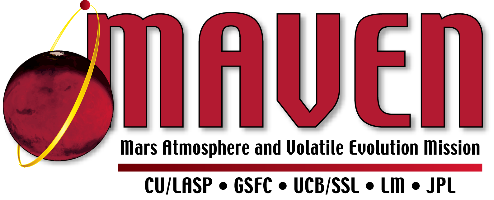 MAVEN
Mars Atmosphere and Volatile Evolution Mission
CU/LASP • GSFC • UCB/SSL • LM • JPL